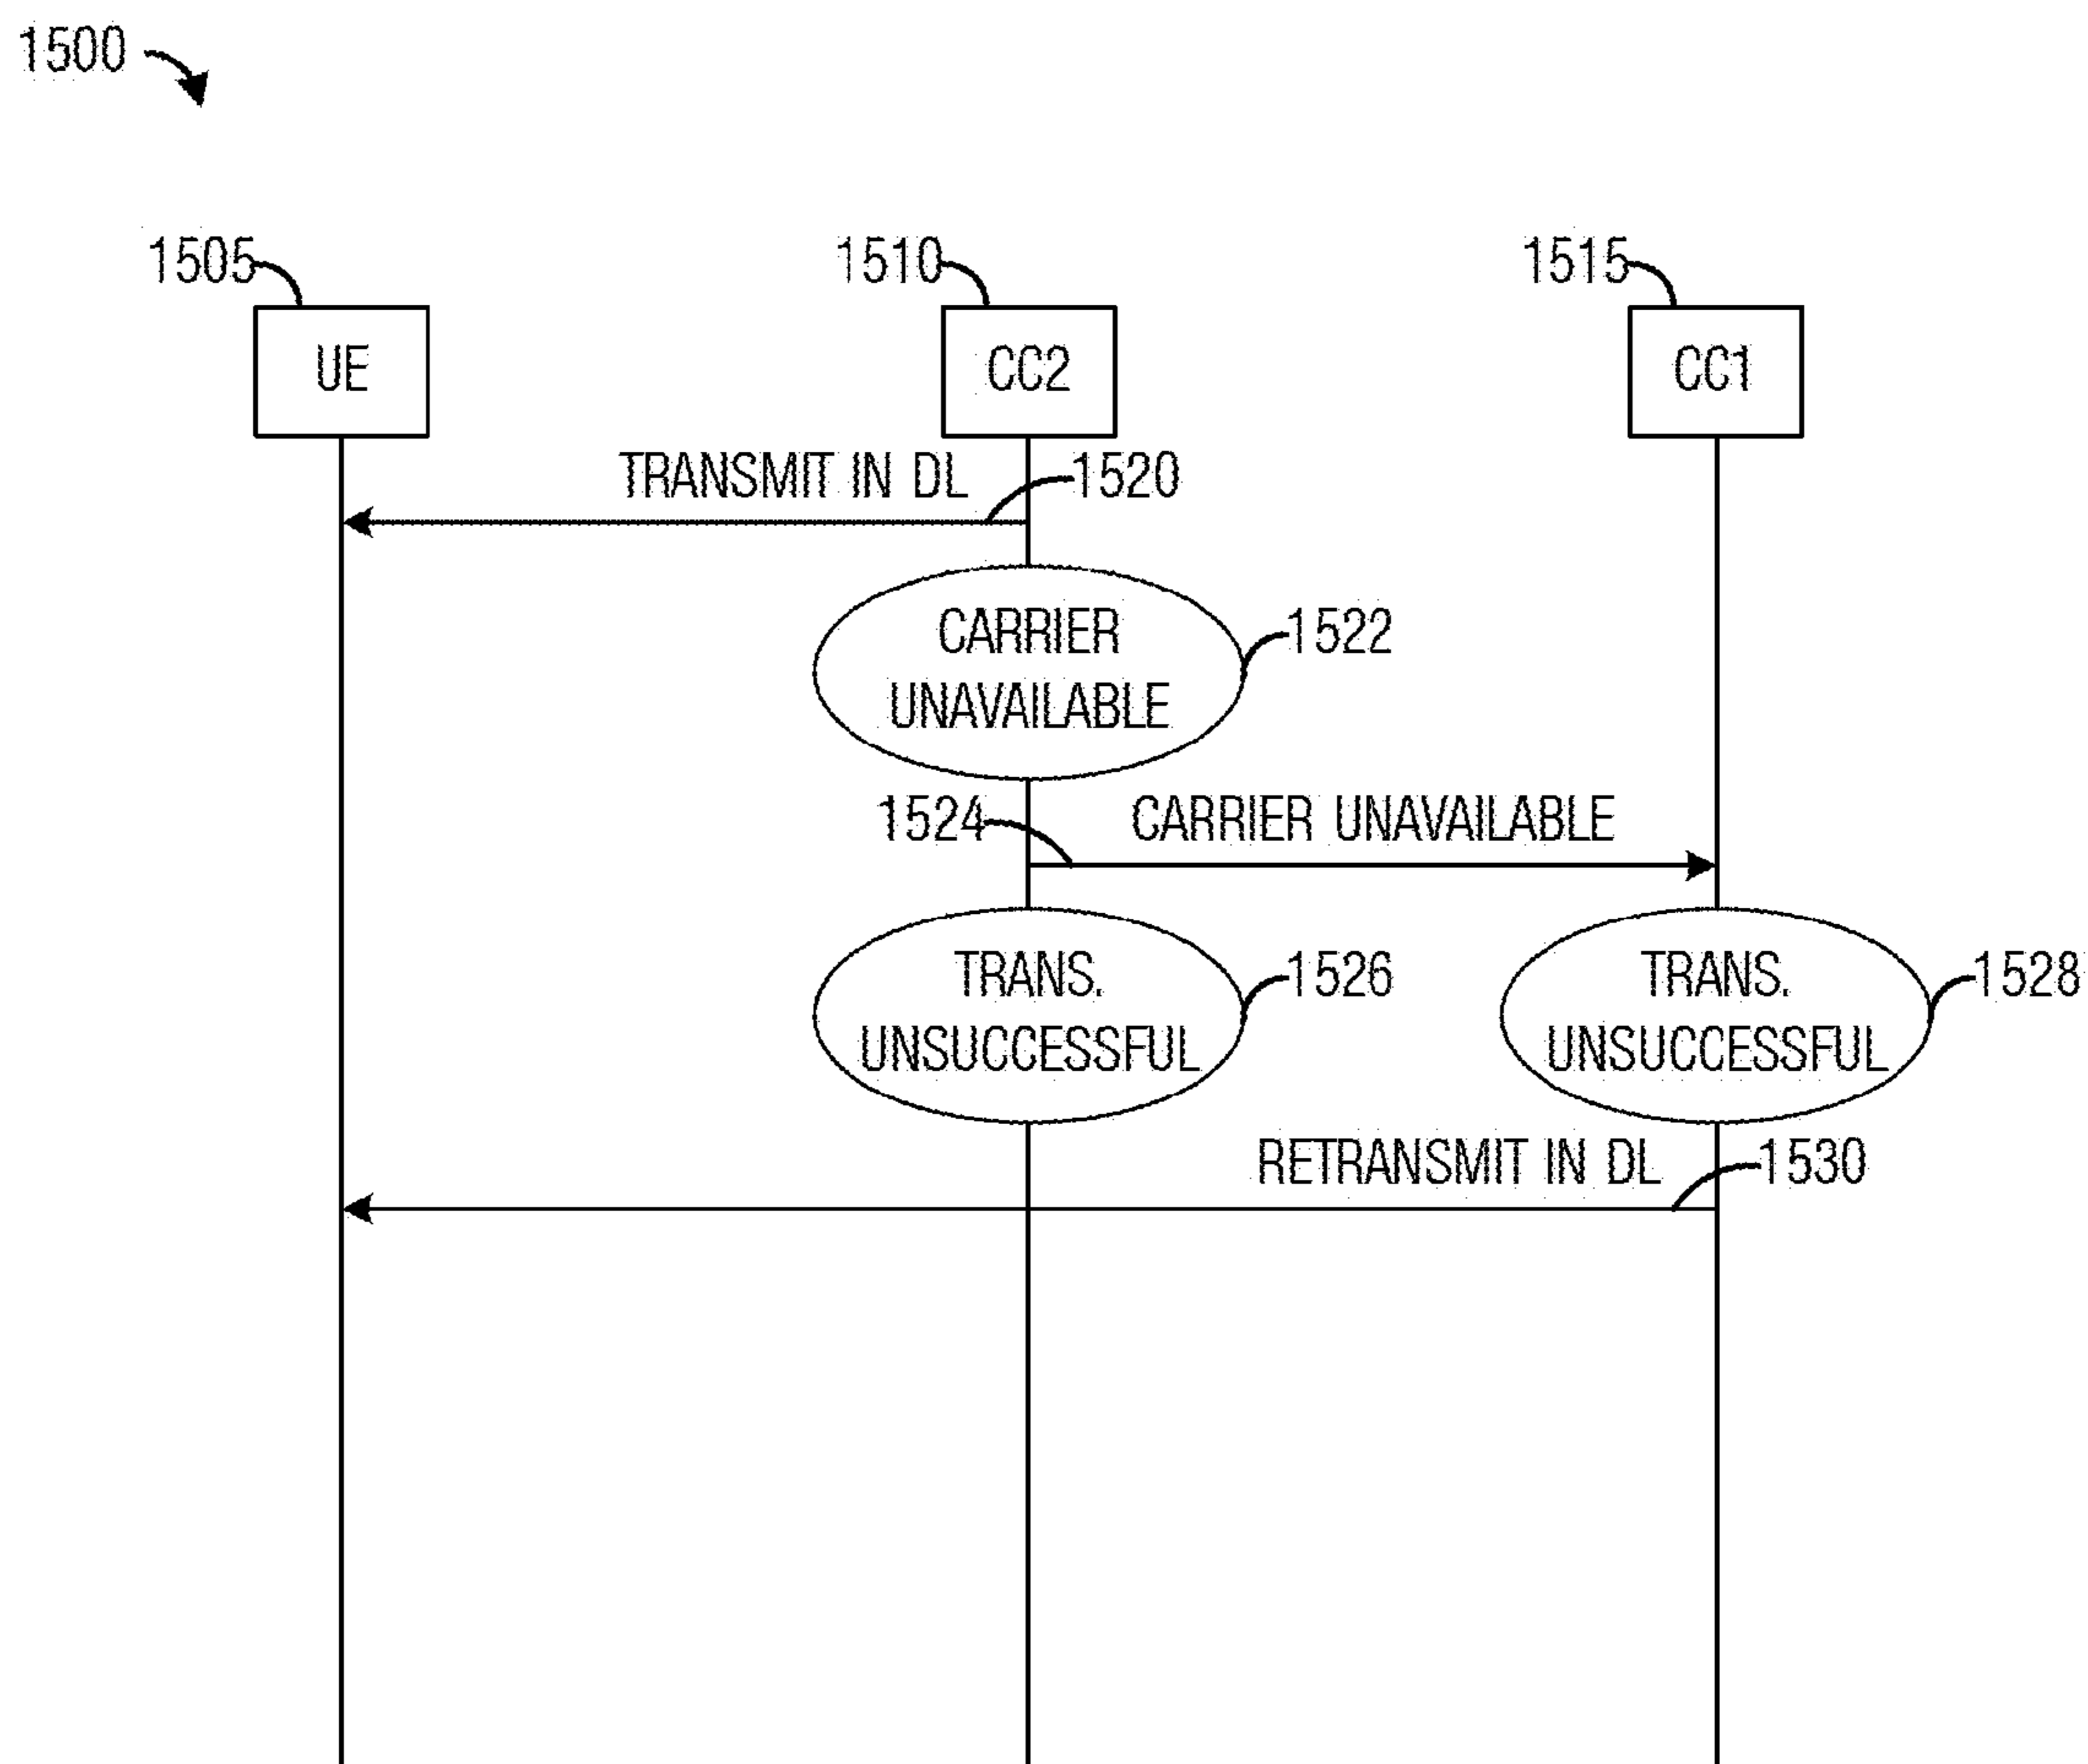 1500
1505
1510
1515
UE
CC2
CC1
TRANSMIT IN DL
1520
CARRIER
UNAVAILABLE
1522
1524
CARRIER UNAVAILABLE
TRANS.
UNSUCCESSFUL
1526
TRANS.
UNSUCCESSFUL
1528
RETRANSMIT IN DL
1530